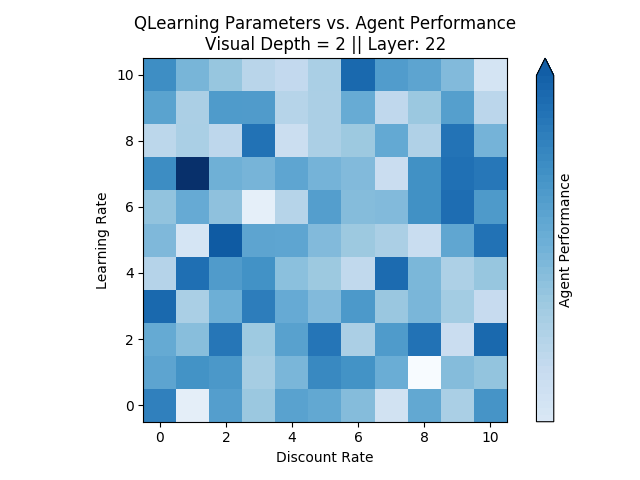 QLearning Parameters vs. Agent Performance
Visual Depth = 2 || Layer: 22
10
8
6
4
2
0
Learning Rate
0 2 4 6 8 10
Discount Rate
Agent Performance